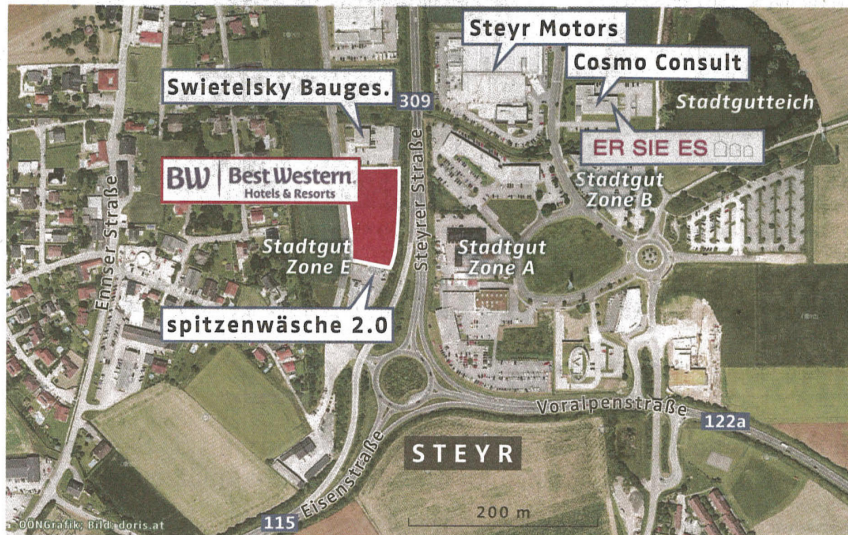 Steyr Motors
Cosmo Consult
Swietelsky Bauges.
309
Stadtgutteich
ER SIE ES
BW Best Western®
Hotels & Resorts
Stadtgut
Zone B
Ennser Straße
Steyrer Straße
Stadtgut
Zone E
Stadtgut
Zone A
spitzenwäsche 2.0
Voralpenstraße
122a
STEYR
Eisenstraße
115
200 m
OÖNGrafik, Bild: doris.at